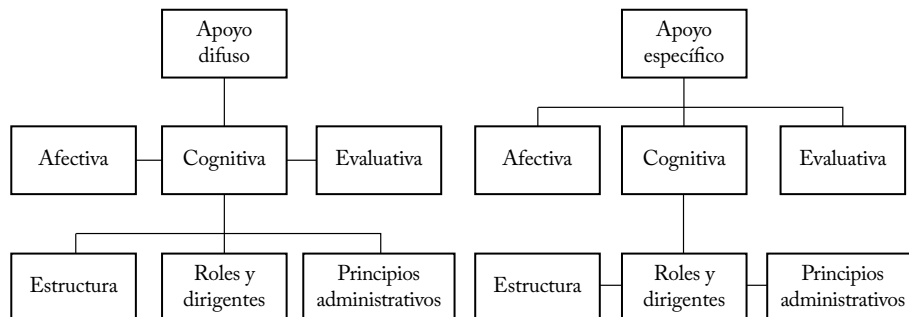 Apoyo
difuso
Afectiva
Cognitiva
Evaluativa
Estructura
Roles y
dirigentes
Principios
administrativos
Apoyo
específico
Afectiva
Cognitiva
Evaluativa
Estructura
Roles y
dirigentes
Principios
administrativos